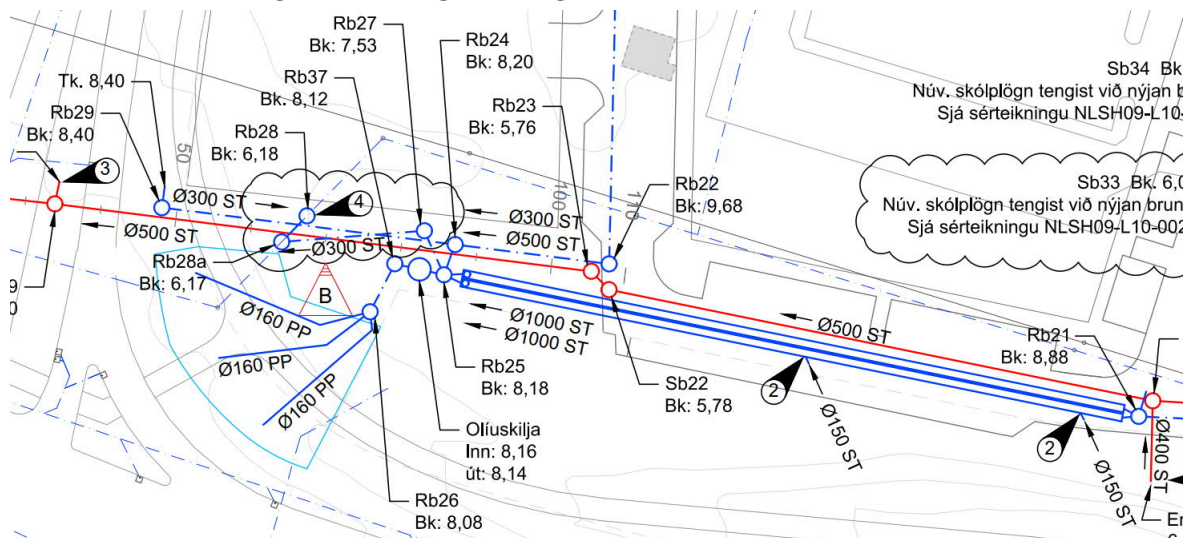 Rb27
Bk: 7,53
Rb24
Bk: 8,20
Rb37
Bk. 8,12
Tk. 8,40
Rb29
Bk: 8,40
Rb28
Bk: 6,18
Rb23
Bk: 5,76
Sb34 Bk.
Núv. skólplögn tengist við nýjan b
Sjá sérteikningu NLSH09-L10-
50
100
110
3
4
Ø300 ST
Ø300 ST
Ø500 ST
Rb22
Bk: 9,68
Sb33 Bk. 6,0
Núv. skólplögn tengist við nýjan brun
Sjá sérteikningu NLSH09-L10-002
Ø500 ST
Ø300 ST
9
0
Rb28a
Bk: 6,17
B
Ø160 PP
Ø160 PP
Ø160 PP
Ø1000 ST
Ø1000 ST
Ø500 ST
Rb21
Bk: 8,88
Rb25
Bk: 8,18
Sb22
Bk: 5,78
2
Ø150 ST
2
Ø150 ST
Ø400 ST
Olíuskilja
Inn: 8,16
út: 8,14
Rb26
Bk: 8,08